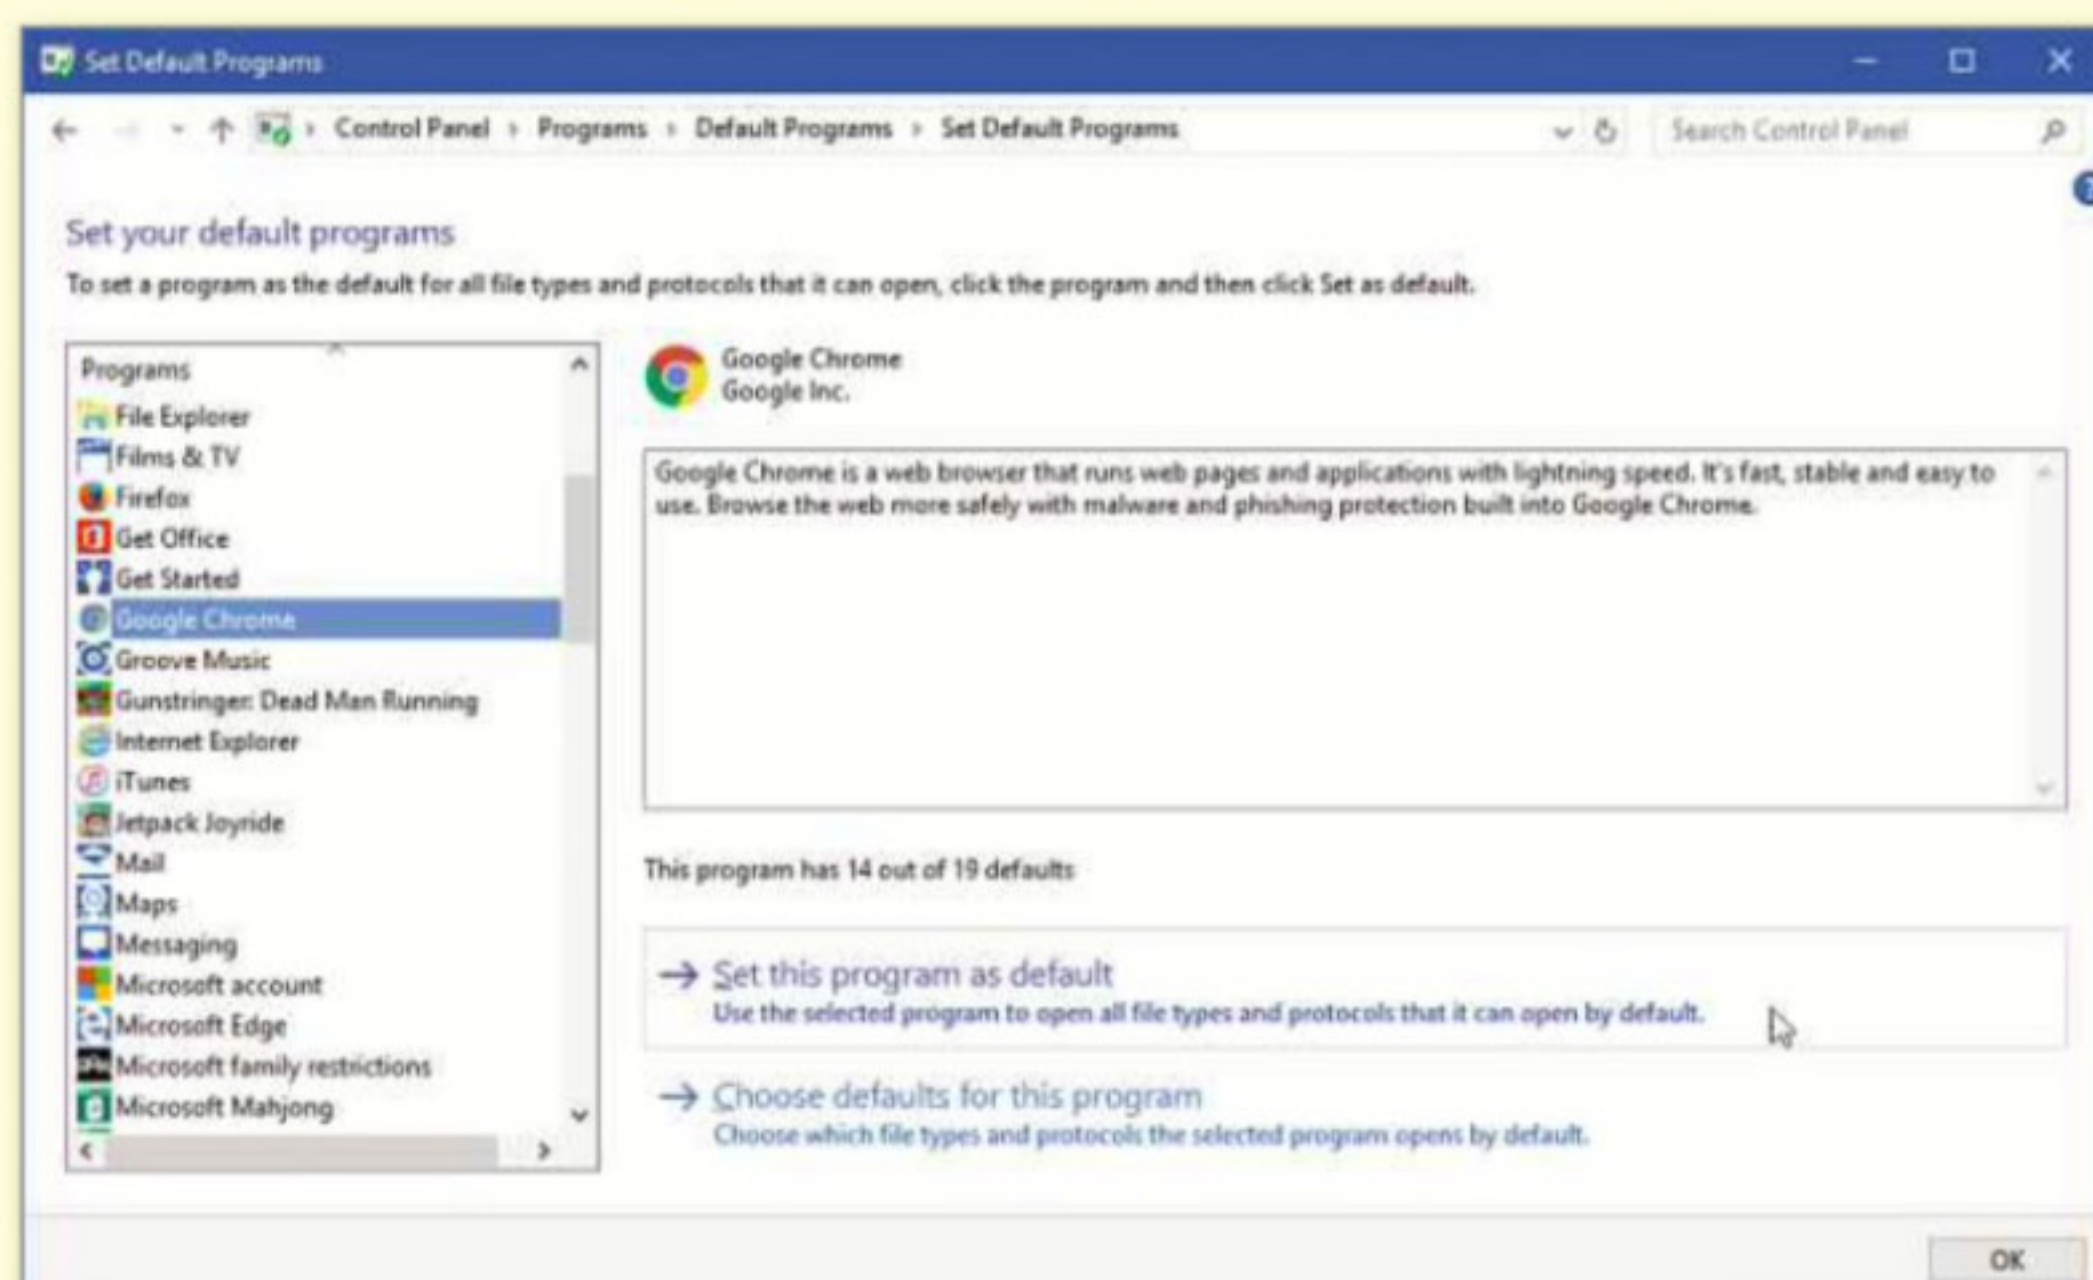 Set Default Programs
Control Panel › Programs › Default Programs › Set Default Programs
Search Control Panel
Set your default programs
To set a program as the default for all file types and protocols that it can open, click the program and then click Set as default.
Programs
File Explorer
Films & TV
Firefox
Get Office
Get Started
Google Chrome
Groove Music
Gunstringer: Dead Man Running
Internet Explorer
iTunes
Jetpack Joyride
Mail
Maps
Messaging
Microsoft account
Microsoft Edge
Microsoft family restrictions
Microsoft Mahjong
Google Chrome
Google Inc.
Google Chrome is a web browser that runs web pages and applications with lightning speed. It's fast, stable and easy to
use. Browse the web more safely with malware and phishing protection built into Google Chrome.
This program has 14 out of 19 defaults
Set this program as default
Use the selected program to open all file types and protocols that it can open by default.
Choose defaults for this program
Choose which file types and protocols the selected program opens by default.
OK